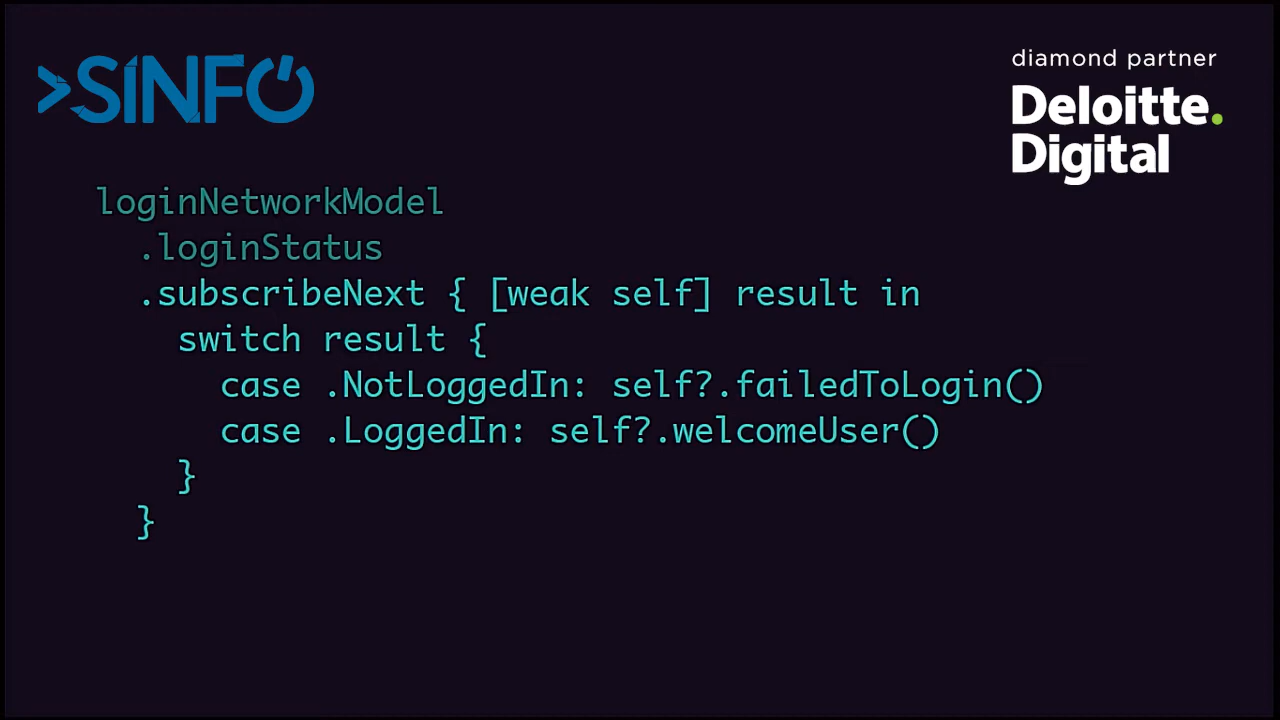 >SINFO
diamond partner
Deloitte.
Digital
loginNetworkModel
  .loginStatus
  .subscribeNext { [weak self] result in
    switch result {
      case .NotLoggedIn: self?.failedToLogin()
      case .LoggedIn: self?.welcomeUser()
    }
  }